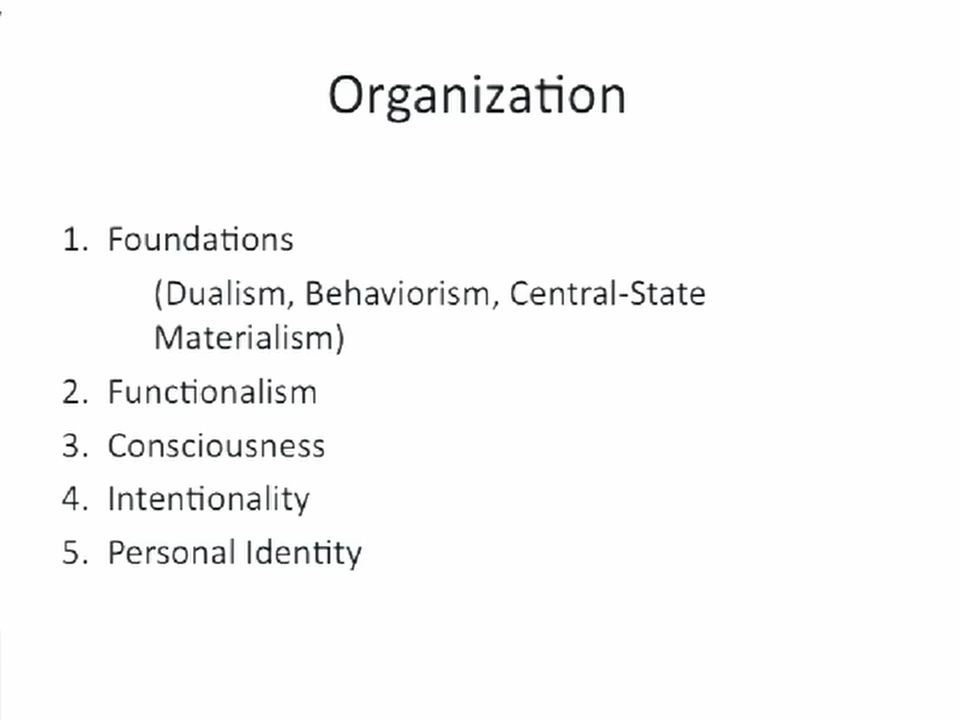 Organization
1. Foundations
(Dualism, Behaviorism, Central-State
Materialism)
2. Functionalism
3. Consciousness
4. Intentionality
5. Personal Identity